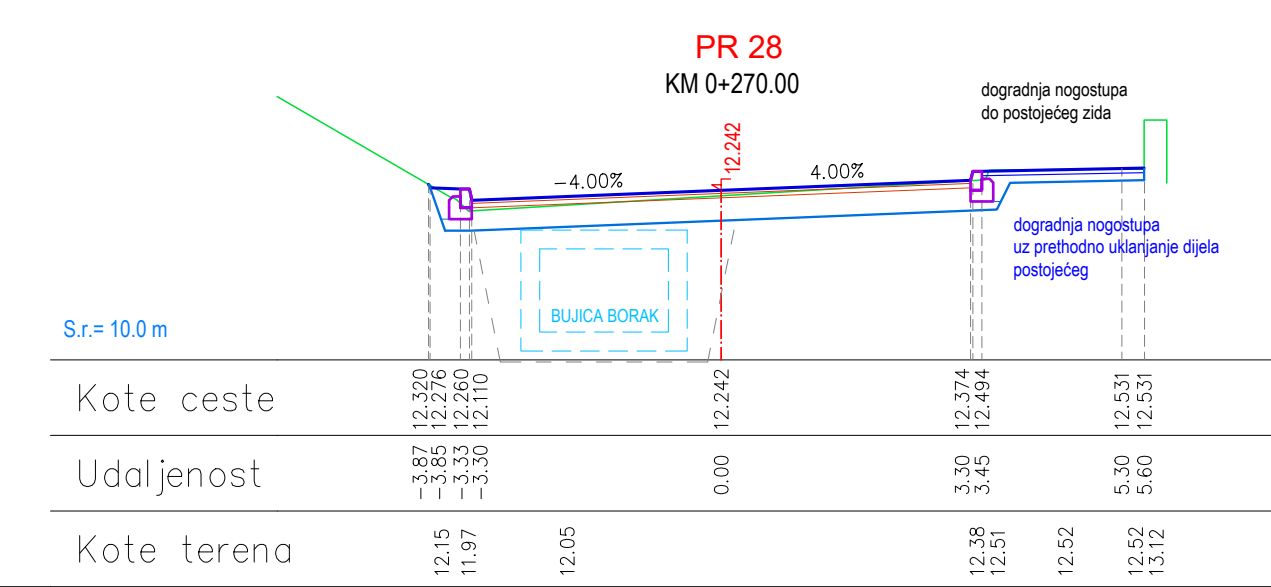 PR 28
KM 0+270.00
dogradnja nogostupa
do postojećeg zida
12.242
-4.00%
4.00%
dogradnja nogostupa
uz prethodno uklanjanje dijela
postojećeg
BUJICA BORAK
S.r.= 10.0 m
Kote ceste 12.320 12.276 12.260 12.110 12.242 12.374 12.494 12.531 12.531
Udaljenost -3.87 -3.85 -3.33 -3.30 0.00 3.30 3.45 5.30 5.60
Kote terena 12.15 11.97 12.05 12.38 12.51 12.52 12.52 13.12